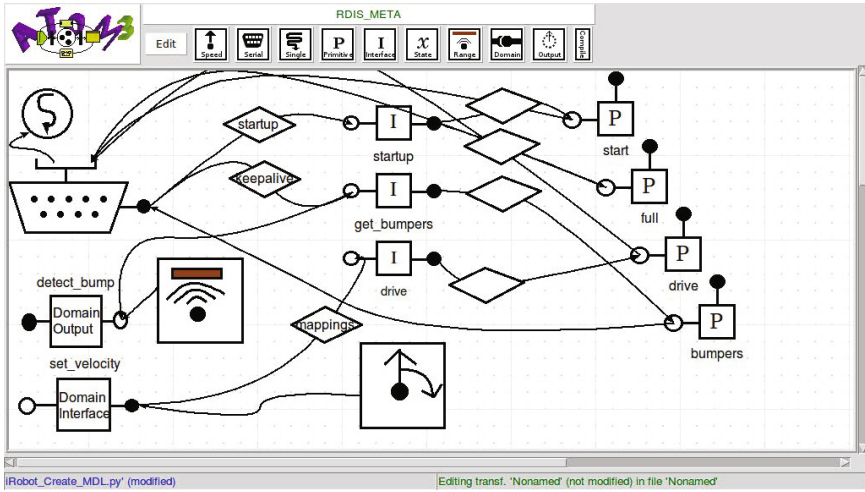 ATOM3
RDIS_META
Edit
Speed
Serial
Single
P
Primitive
I
Interface
x
State
Range
Domain
Output
Compile
startup
I
startup
P
start
keepalive
I
get_bumpers
P
full
I
drive
P
drive
detect_bump
Domain
Output
mappings
P
bumpers
set_velocity
Domain
Interface
iRobot_Create_MDL.py' (modified)
Editing transf. 'Nonamed' (not modified) in file 'Nonamed'